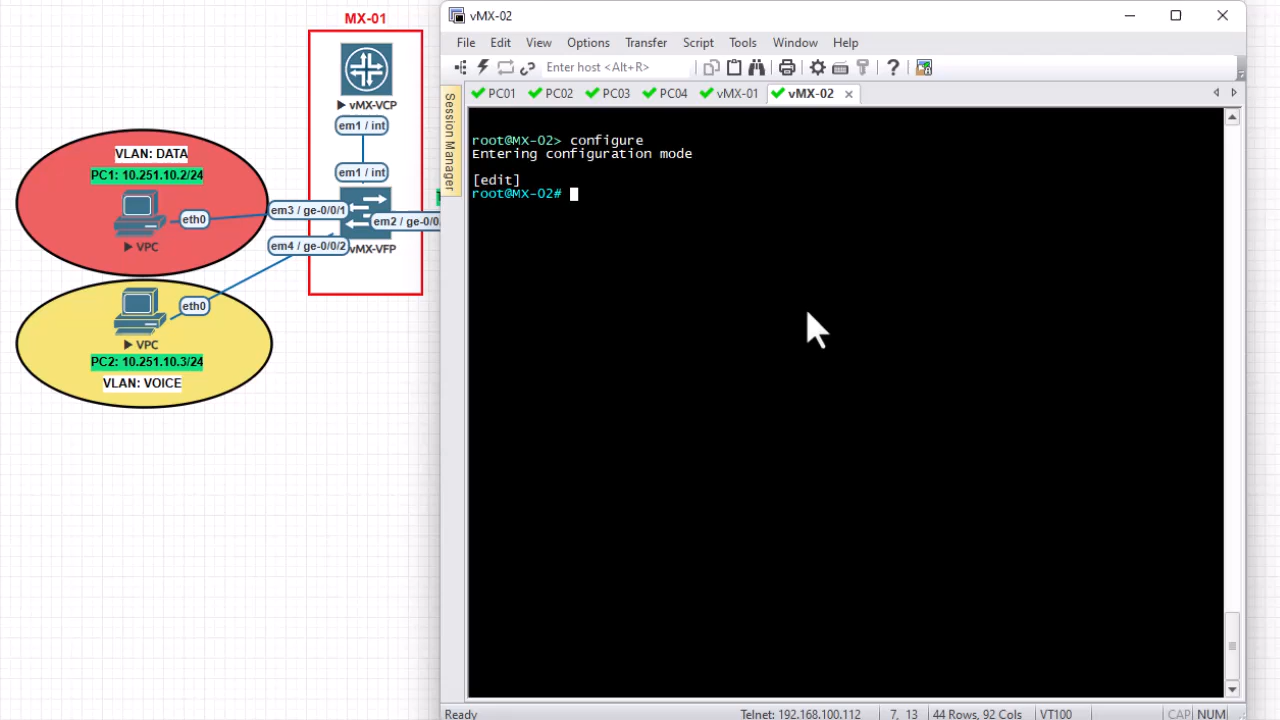 MX-01
vMX-VCP
em1 / int
em1 / int
VLAN: DATA
PC1: 10.251.10.2/24
eth0
VPC
em3 / ge-0/0/1
em2 / ge-0/0
em4 / ge-0/0/2
vMX-VFP
eth0
VPC
PC2: 10.251.10.3/24
VLAN: VOICE
vMX-02
File Edit View Options Transfer Script Tools Window Help
Enter host <Alt+R>
PC01 PC02 PC03 PC04 vMX-01 vMX-02
Session Manager
root@MX-02> configure
Entering configuration mode
[edit]
root@MX-02#
Ready Telnet: 192.168.100.112 7, 13 44 Rows, 92 Cols VT100 CAP NUM